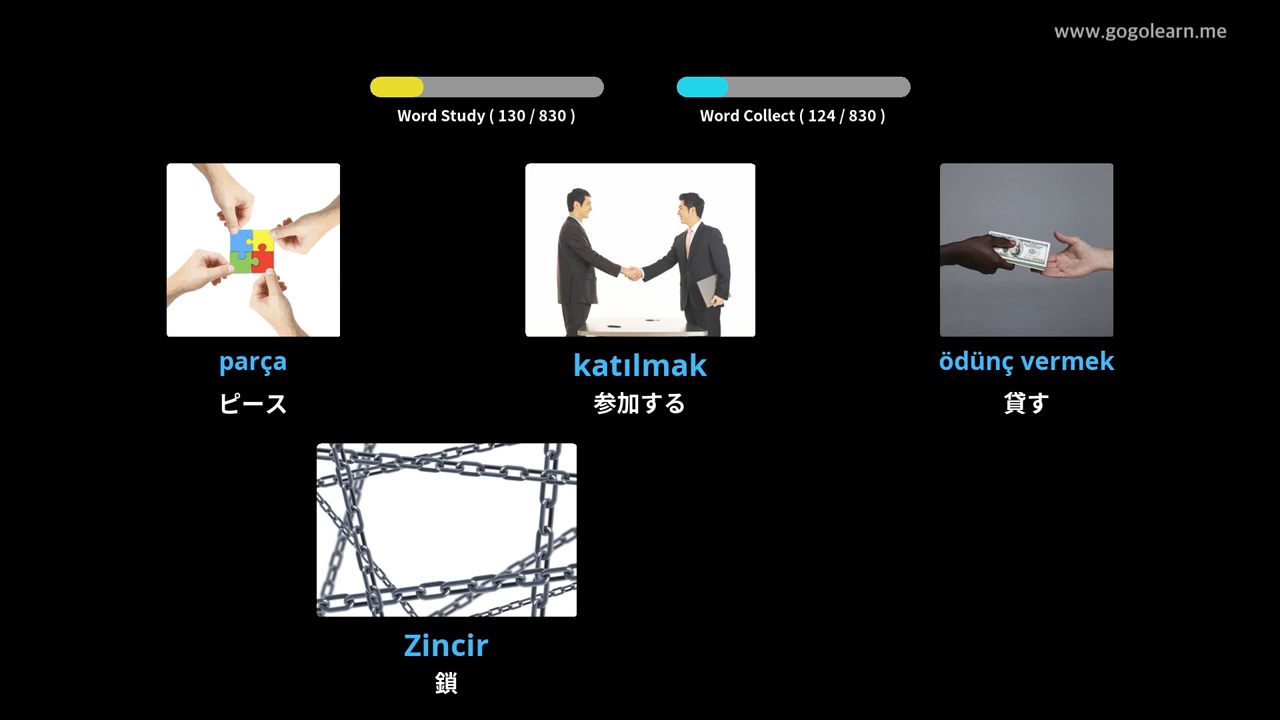 www.gogolearn.me
Word Study ( 130 / 830 )
Word Collect ( 124 / 830 )
parça
ピース
katılmak
参加する
ödünç vermek
貸す
Zincir
鎖